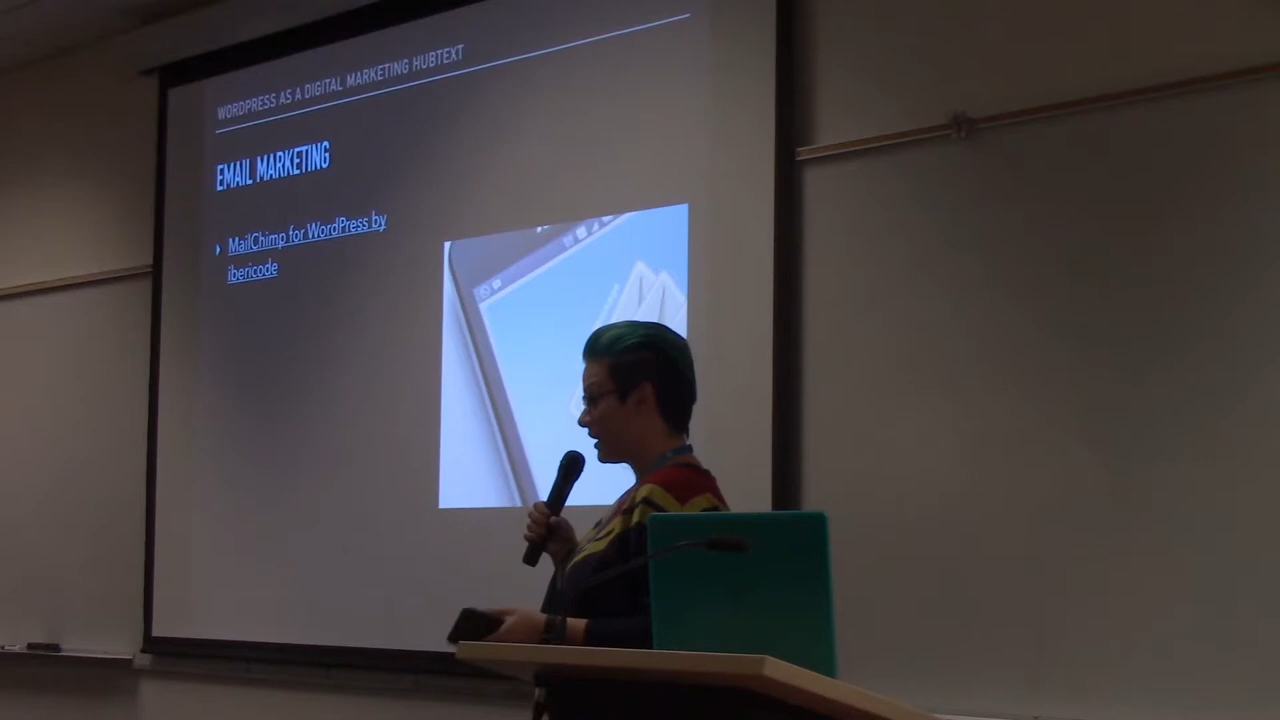 WORDPRESS AS A DIGITAL MARKETING HUBTEXT
EMAIL MARKETING
MailChimp for WordPress by
ibericode